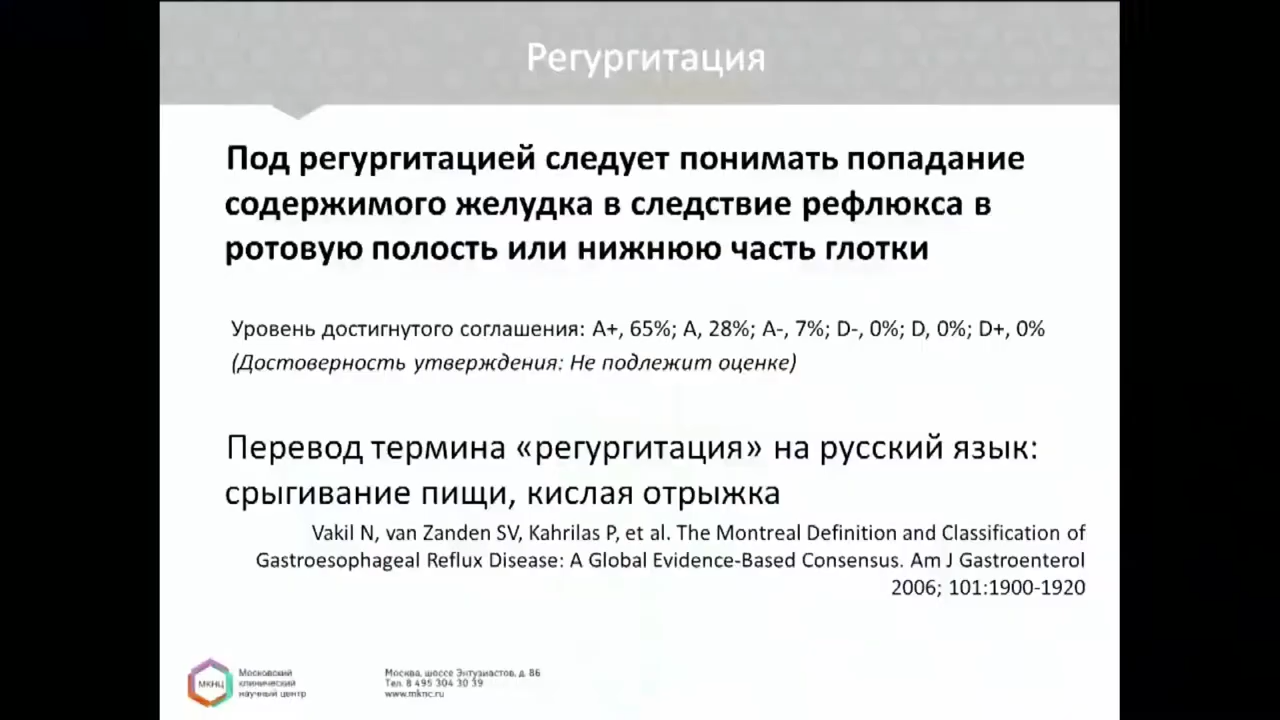 Регургитация
Под регургитацией следует понимать попадание
содержимого желудка в следствие рефлюкса в
ротовую полость или нижнюю часть глотки
Уровень достигнутого соглашения: A+, 65%; A, 28%; A-, 7%; D-, 0%; D, 0%; D+, 0%
(Достоверность утверждения: Не подлежит оценке)
Перевод термина «регургитация» на русский язык:
срыгивание пищи, кислая отрыжка
Vakil N, van Zanden SV, Kahrilas P, et al. The Montreal Definition and Classification of
Gastroesophageal Reflux Disease: A Global Evidence-Based Consensus. Am J Gastroenterol
2006; 101:1900-1920
МКНЦ
Московский
клинический
научный центр
Москва, шоссе Энтузиастов, д. 86
Тел. 8 495 304 30 39
www.mknc.ru